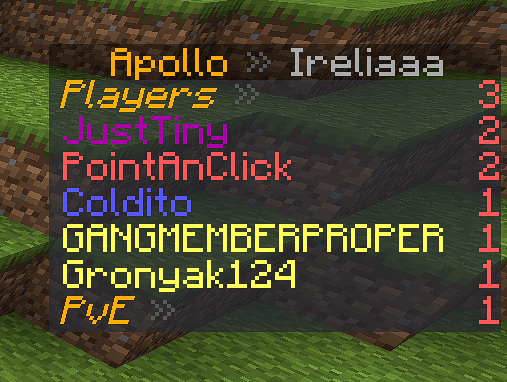 Apollo » Ireliaaa
Players » 3
JustTiny 2
PointAnClick 2
Coldito 1
GANGMEMBERPROPER 1
Gronyak124 1
PvE » 1